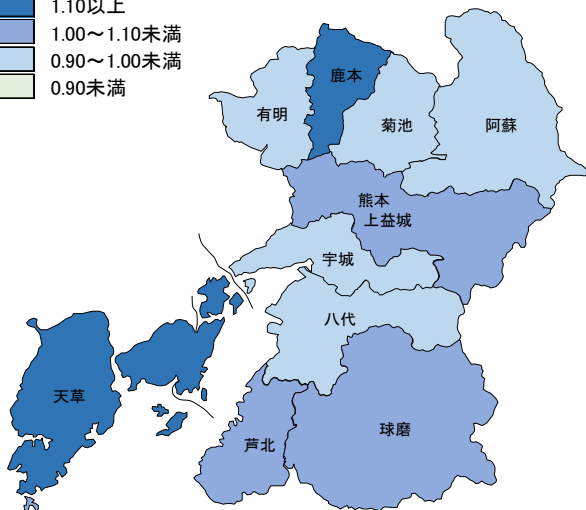 1.10以上
1.00～1.10未満
0.90～1.00未満
0.90未満
鹿本
有明
菊池
阿蘇
熊本
上益城
宇城
八代
天草
芦北
球磨